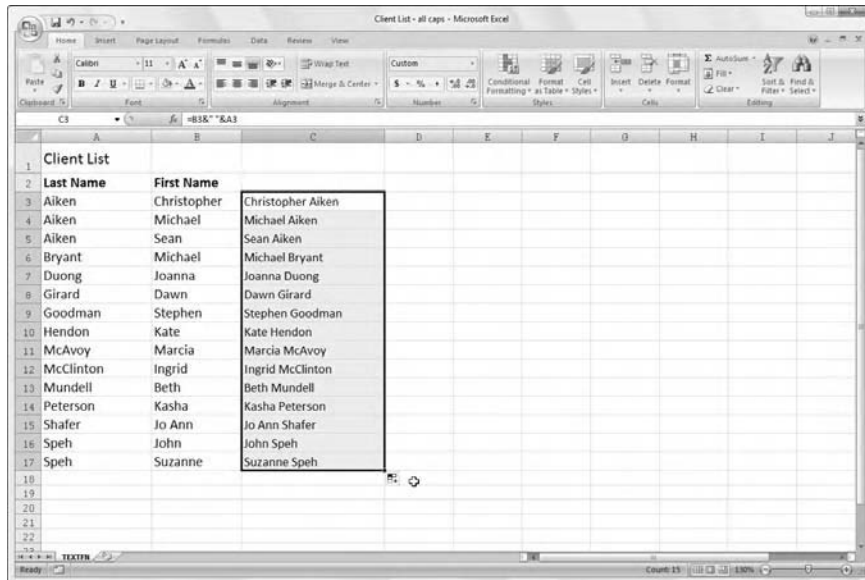 Client List - all caps - Microsoft Excel
Home Insert Page Layout Formulas Data Review View
Calibri 11 A A Wrap Text Custom AutoSum
Paste B I U A Merge & Center $ % , Conditional Formatting Format as Table Cell Styles Insert Delete Format Fill Clear Sort & Filter Find & Select
Clipboard Font Alignment Number Styles Cells Editing
C3 fx =B3&" "&A3
A B C D E F G H I J
1 Client List
2 Last Name First Name
3 Aiken Christopher Christopher Aiken
4 Aiken Michael Michael Aiken
5 Aiken Sean Sean Aiken
6 Bryant Michael Michael Bryant
7 Duong Joanna Joanna Duong
8 Girard Dawn Dawn Girard
9 Goodman Stephen Stephen Goodman
10 Hendon Kate Kate Hendon
11 McAvoy Marcia Marcia McAvoy
12 McClinton Ingrid Ingrid McClinton
13 Mundell Beth Beth Mundell
14 Peterson Kasha Kasha Peterson
15 Shafer Jo Ann Jo Ann Shafer
16 Speh John John Speh
17 Speh Suzanne Suzanne Speh
18
19
20
21
22
23
TEXTFN
Ready Count: 15 130%